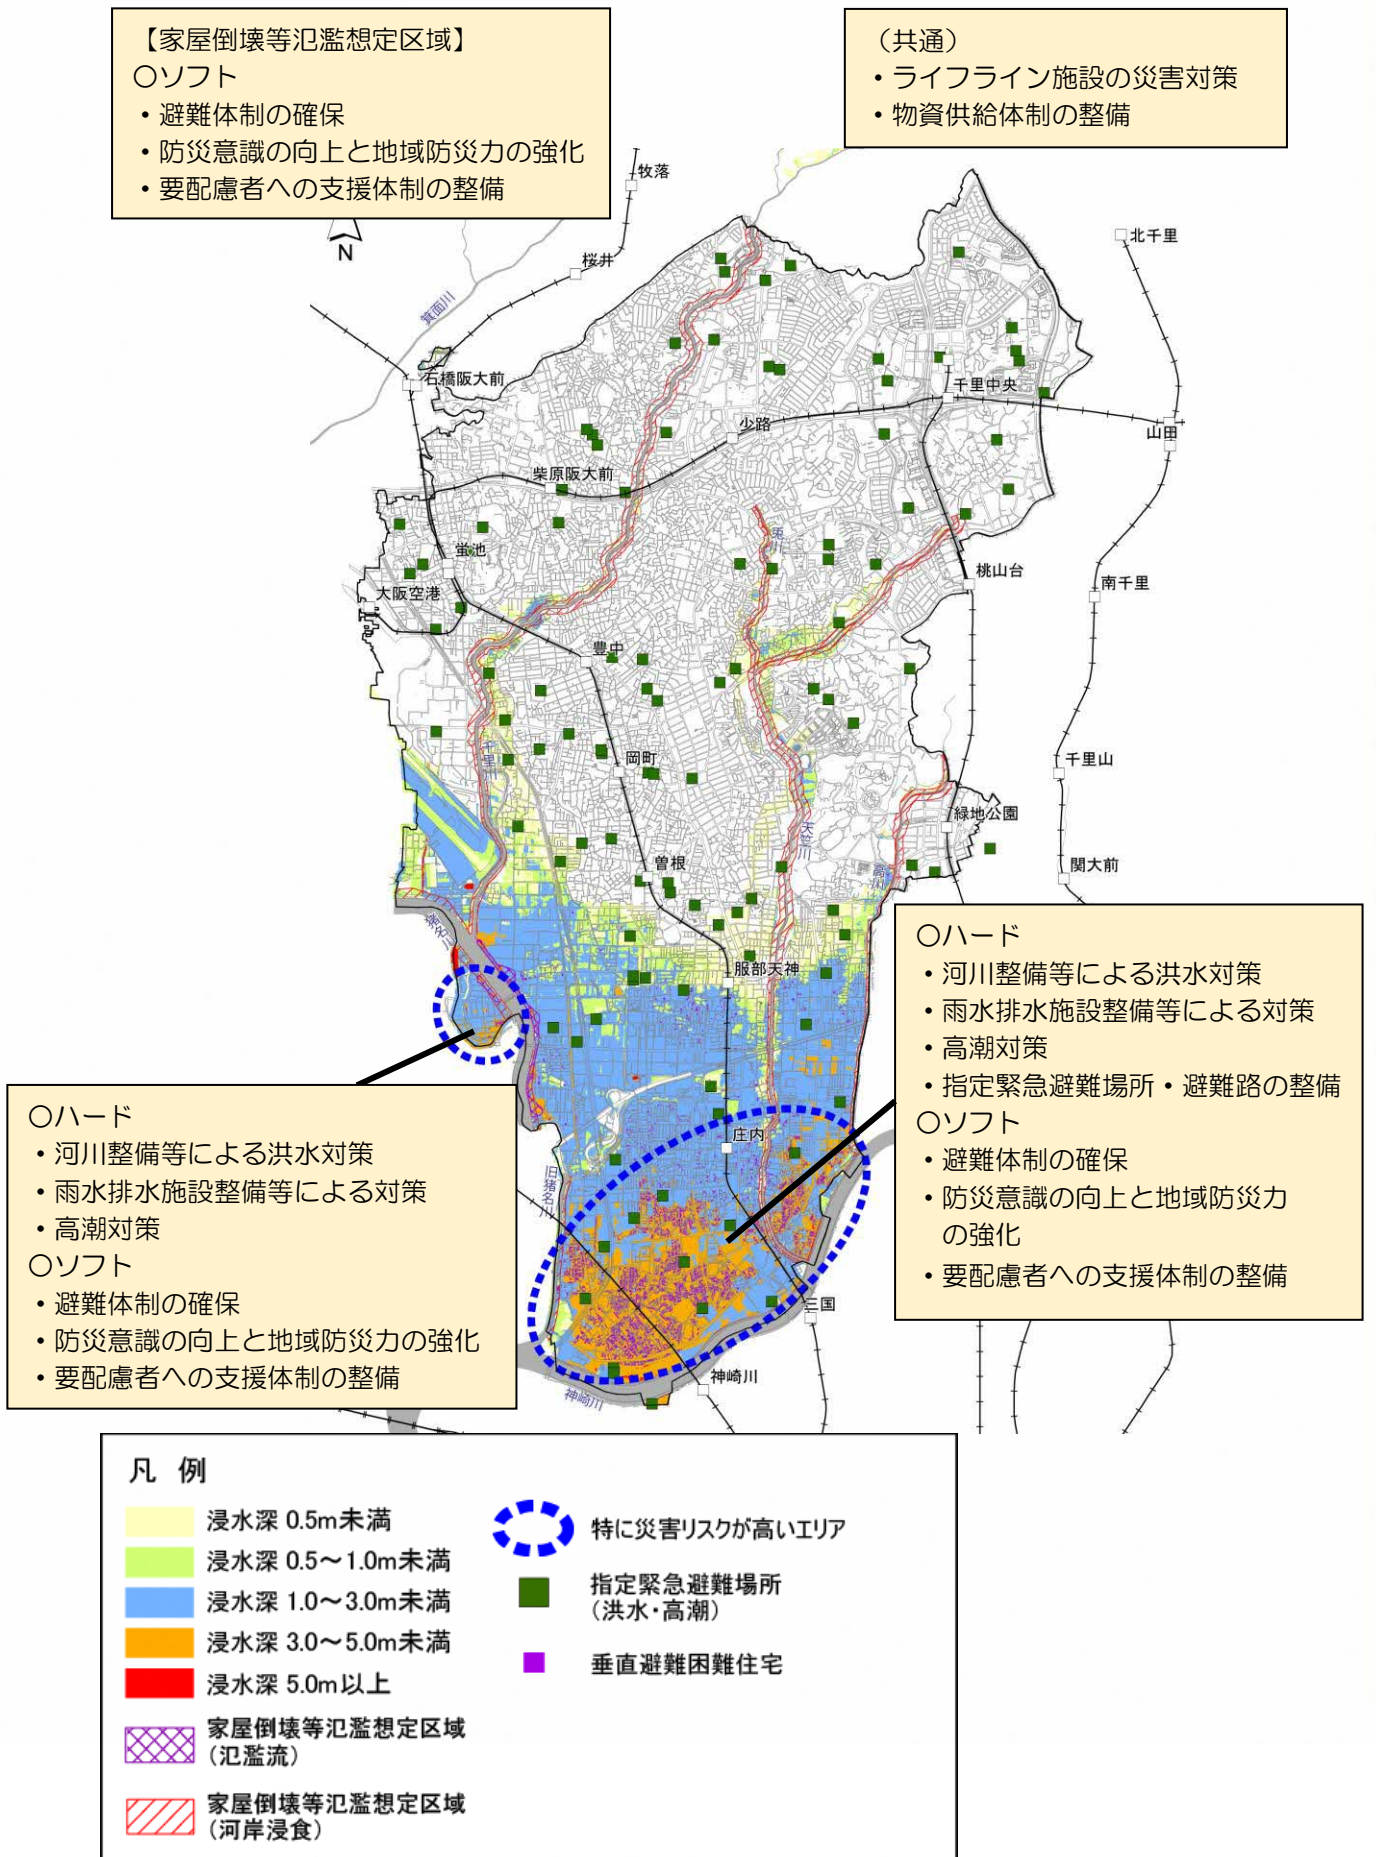 【家屋倒壊等氾濫想定区域】
○ソフト
・避難体制の確保
・防災意識の向上と地域防災力の強化
・要配慮者への支援体制の整備
（共通）
・ライフライン施設の災害対策
・物資供給体制の整備
N
牧落
桜井
北千里
箕面川
石橋阪大前
千里中央
少路
山田
柴原阪大前
兎川
蛍池
桃山台
大阪空港
南千里
豊中
千里川
岡町
千里山
緑地公園
天竺川
曽根
高川
関大前
猪名川
服部天神
○ハード
・河川整備等による洪水対策
・雨水排水施設整備等による対策
・高潮対策
・指定緊急避難場所・避難路の整備
○ソフト
・避難体制の確保
・防災意識の向上と地域防災力
の強化
・要配慮者への支援体制の整備
○ハード
・河川整備等による洪水対策
・雨水排水施設整備等による対策
・高潮対策
○ソフト
・避難体制の確保
・防災意識の向上と地域防災力の強化
・要配慮者への支援体制の整備
庄内
旧猪名川
三国
神崎川
神崎川
凡 例
浸水深 0.5m未満
浸水深 0.5～1.0m未満
浸水深 1.0～3.0m未満
浸水深 3.0～5.0m未満
浸水深 5.0m以上
家屋倒壊等氾濫想定区域
（氾濫流）
家屋倒壊等氾濫想定区域
（河岸浸食）
特に災害リスクが高いエリア
指定緊急避難場所
（洪水・高潮）
垂直避難困難住宅